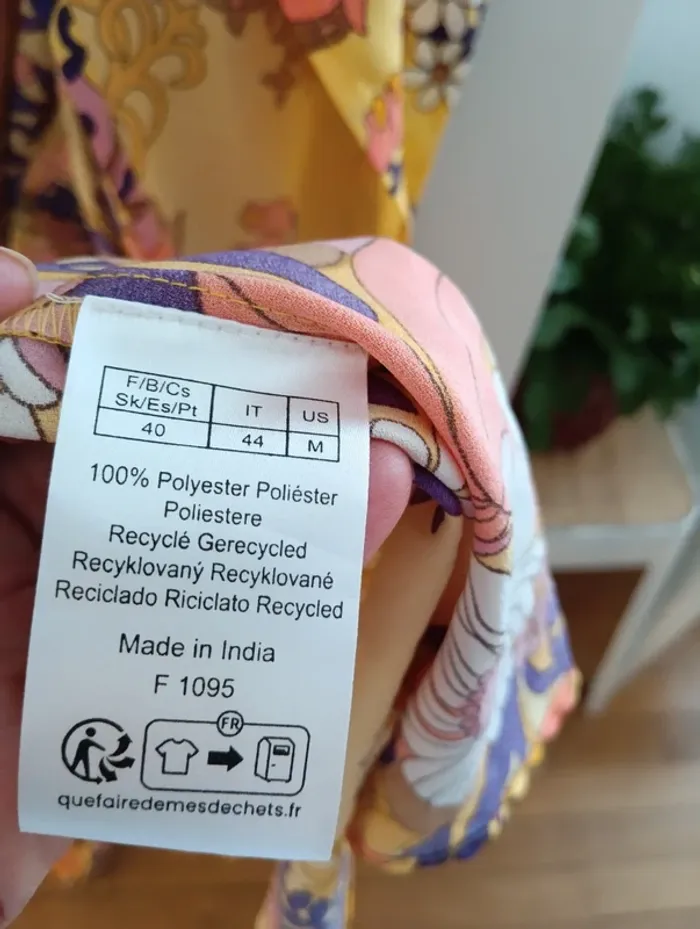 F/B/Cs IT US
Sk/Es/Pt
40 44 M
100% Polyester Poliéster
Poliestere
Recyclé Gerecycled
Recyklovaný Recyklované
Reciclado Riciclato Recycled
Made in India
F 1095
FR
quefairedemesdechets.fr